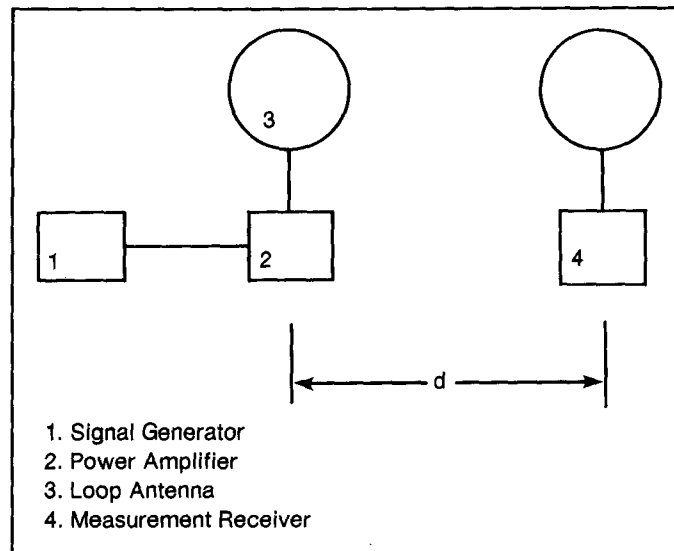 3
1
2
4
d
1. Signal Generator
2. Power Amplifier
3. Loop Antenna
4. Measurement Receiver